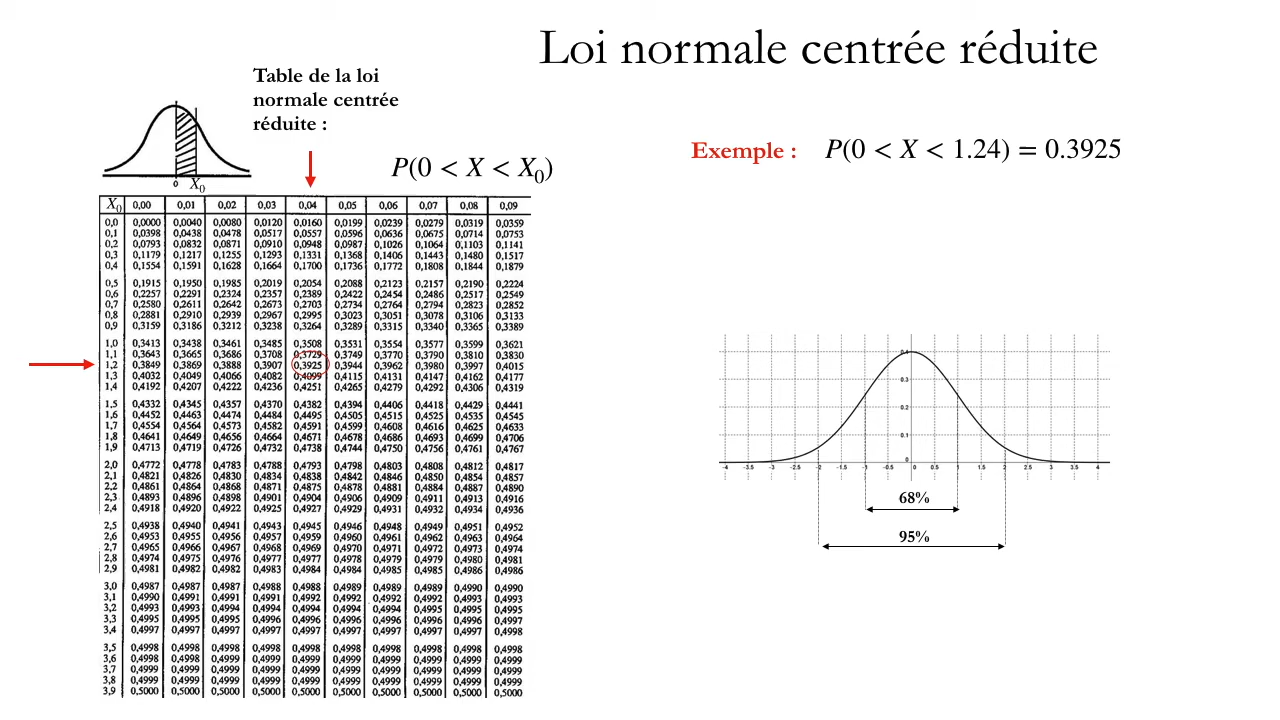 Loi normale centrée réduite
Table de la loi
normale centrée
réduite :
P(0 < X < X₀)
Exemple : P(0 < X < 1.24) = 0.3925
0 X₀
X₀ 0,00 0,01 0,02 0,03 0,04 0,05 0,06 0,07 0,08 0,09
0,0 0,0000 0,0040 0,0080 0,0120 0,0160 0,0199 0,0239 0,0279 0,0319 0,0359
0,1 0,0398 0,0438 0,0478 0,0517 0,0557 0,0596 0,0636 0,0675 0,0714 0,0753
0,2 0,0793 0,0832 0,0871 0,0910 0,0948 0,0987 0,1026 0,1064 0,1103 0,1141
0,3 0,1179 0,1217 0,1255 0,1293 0,1331 0,1368 0,1406 0,1443 0,1480 0,1517
0,4 0,1554 0,1591 0,1628 0,1664 0,1700 0,1736 0,1772 0,1808 0,1844 0,1879
0,5 0,1915 0,1950 0,1985 0,2019 0,2054 0,2088 0,2123 0,2157 0,2190 0,2224
0,6 0,2257 0,2291 0,2324 0,2357 0,2389 0,2422 0,2454 0,2486 0,2517 0,2549
0,7 0,2580 0,2611 0,2642 0,2673 0,2703 0,2734 0,2764 0,2794 0,2823 0,2852
0,8 0,2881 0,2910 0,2939 0,2967 0,2995 0,3023 0,3051 0,3078 0,3106 0,3133
0,9 0,3159 0,3186 0,3212 0,3238 0,3264 0,3289 0,3315 0,3340 0,3365 0,3389
1,0 0,3413 0,3438 0,3461 0,3485 0,3508 0,3531 0,3554 0,3577 0,3599 0,3621
1,1 0,3643 0,3665 0,3686 0,3708 0,3729 0,3749 0,3770 0,3790 0,3810 0,3830
1,2 0,3849 0,3869 0,3888 0,3907 0,3925 0,3944 0,3962 0,3980 0,3997 0,4015
1,3 0,4032 0,4049 0,4066 0,4082 0,4099 0,4115 0,4131 0,4147 0,4162 0,4177
1,4 0,4192 0,4207 0,4222 0,4236 0,4251 0,4265 0,4279 0,4292 0,4306 0,4319
1,5 0,4332 0,4345 0,4357 0,4370 0,4382 0,4394 0,4406 0,4418 0,4429 0,4441
1,6 0,4452 0,4463 0,4474 0,4484 0,4495 0,4505 0,4515 0,4525 0,4535 0,4545
1,7 0,4554 0,4564 0,4573 0,4582 0,4591 0,4599 0,4608 0,4616 0,4625 0,4633
1,8 0,4641 0,4649 0,4656 0,4664 0,4671 0,4678 0,4686 0,4693 0,4699 0,4706
1,9 0,4713 0,4719 0,4726 0,4732 0,4738 0,4744 0,4750 0,4756 0,4761 0,4767
2,0 0,4772 0,4778 0,4783 0,4788 0,4793 0,4798 0,4803 0,4808 0,4812 0,4817
2,1 0,4821 0,4826 0,4830 0,4834 0,4838 0,4842 0,4846 0,4850 0,4854 0,4857
2,2 0,4861 0,4864 0,4868 0,4871 0,4875 0,4878 0,4881 0,4884 0,4887 0,4890
2,3 0,4893 0,4896 0,4898 0,4901 0,4904 0,4906 0,4909 0,4911 0,4913 0,4916
2,4 0,4918 0,4920 0,4922 0,4925 0,4927 0,4929 0,4931 0,4932 0,4934 0,4936
2,5 0,4938 0,4940 0,4941 0,4943 0,4945 0,4946 0,4948 0,4949 0,4951 0,4952
2,6 0,4953 0,4955 0,4956 0,4957 0,4959 0,4960 0,4961 0,4962 0,4963 0,4964
2,7 0,4965 0,4966 0,4967 0,4968 0,4969 0,4970 0,4971 0,4972 0,4973 0,4974
2,8 0,4974 0,4975 0,4976 0,4977 0,4977 0,4978 0,4979 0,4979 0,4980 0,4981
2,9 0,4981 0,4982 0,4982 0,4983 0,4984 0,4984 0,4985 0,4985 0,4986 0,4986
3,0 0,4987 0,4987 0,4987 0,4988 0,4988 0,4989 0,4989 0,4989 0,4990 0,4990
3,1 0,4990 0,4991 0,4991 0,4991 0,4992 0,4992 0,4992 0,4992 0,4993 0,4993
3,2 0,4993 0,4993 0,4994 0,4994 0,4994 0,4994 0,4994 0,4995 0,4995 0,4995
3,3 0,4995 0,4995 0,4995 0,4996 0,4996 0,4996 0,4996 0,4996 0,4996 0,4997
3,4 0,4997 0,4997 0,4997 0,4997 0,4997 0,4997 0,4997 0,4997 0,4997 0,4998
3,5 0,4998 0,4998 0,4998 0,4998 0,4998 0,4998 0,4998 0,4998 0,4998 0,4998
3,6 0,4998 0,4998 0,4999 0,4999 0,4999 0,4999 0,4999 0,4999 0,4999 0,4999
3,7 0,4999 0,4999 0,4999 0,4999 0,4999 0,4999 0,4999 0,4999 0,4999 0,4999
3,8 0,4999 0,4999 0,4999 0,4999 0,4999 0,4999 0,4999 0,4999 0,4999 0,4999
3,9 0,5000 0,5000 0,5000 0,5000 0,5000 0,5000 0,5000 0,5000 0,5000 0,5000
0.4
0.3
0.2
0.1
0
-4 -3.5 -3 -2.5 -2 -1.5 -1 -0.5 0 0.5 1 1.5 2 2.5 3 3.5 4
68%
95%